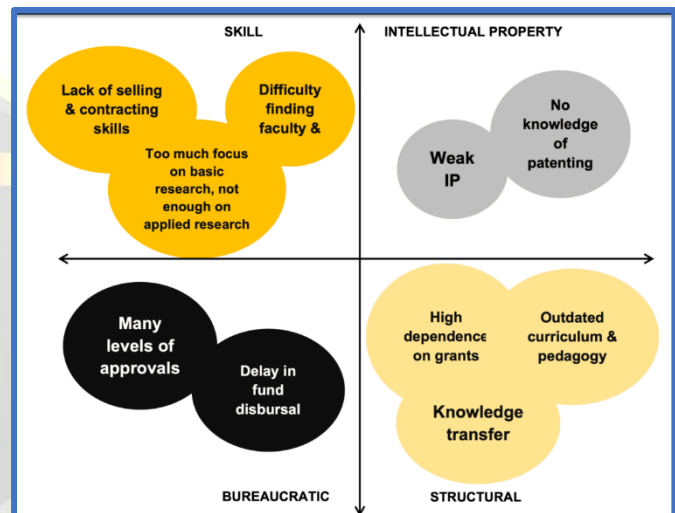 SKILL
INTELLECTUAL PROPERTY
Lack of selling
& contracting
skills
Difficulty
finding
faculty &
Too much focus
on basic
research, not
enough on
applied research
No
knowledge
of
patenting
Weak
IP
Many
levels of
approvals
Delay in
fund
disbursal
High
dependence
on grants
Outdated
curriculum &
pedagogy
Knowledge
transfer
BUREAUCRATIC
STRUCTURAL